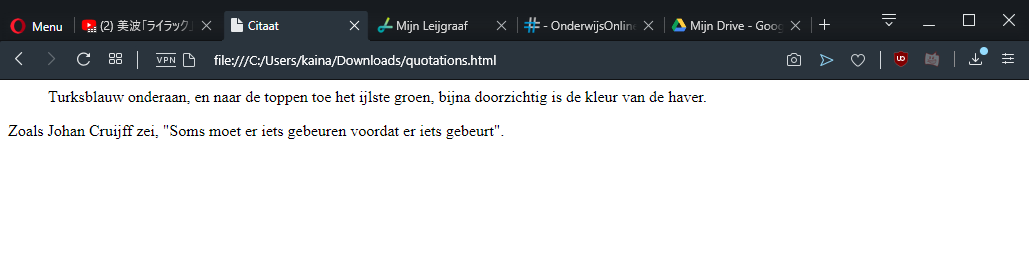 Menu
(2) 美波「ライラック」
Citaat
Mijn Leijgraaf
- OnderwijsOnline
Mijn Drive - Goog
VPN
file:///C:/Users/kaina/Downloads/quotations.html
Turksblauw onderaan, en naar de toppen toe het ijlste groen, bijna doorzichtig is de kleur van de haver.
Zoals Johan Cruijff zei, "Soms moet er iets gebeuren voordat er iets gebeurt".